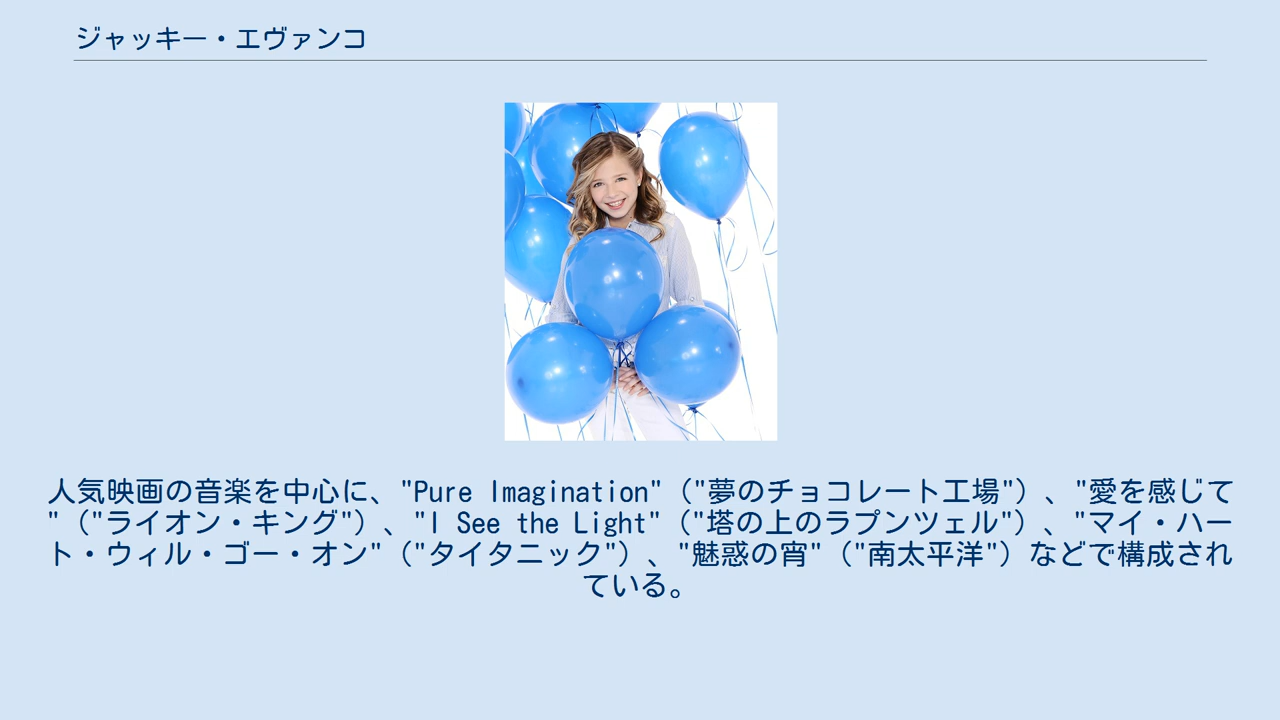 ジャッキー・エヴァンコ
人気映画の音楽を中心に、"Pure Imagination"（"夢のチョコレート工場"）、"愛を感じて
"（"ライオン・キング"）、"I See the Light"（"塔の上のラプンツェル"）、"マイ・ハー
ト・ウィル・ゴー・オン"（"タイタニック"）、"魅惑の宵"（"南太平洋"）などで構成され
ている。